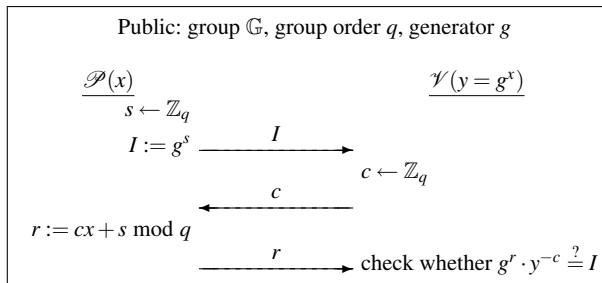 Public: group 𝔾, group order q, generator g
𝒫(x) 𝒱(y = g^x)
s ← ℤ_q
I := g^s I
c ← ℤ_q
c
r := cx + s mod q
r check whether g^r · y^{−c} ≟ I